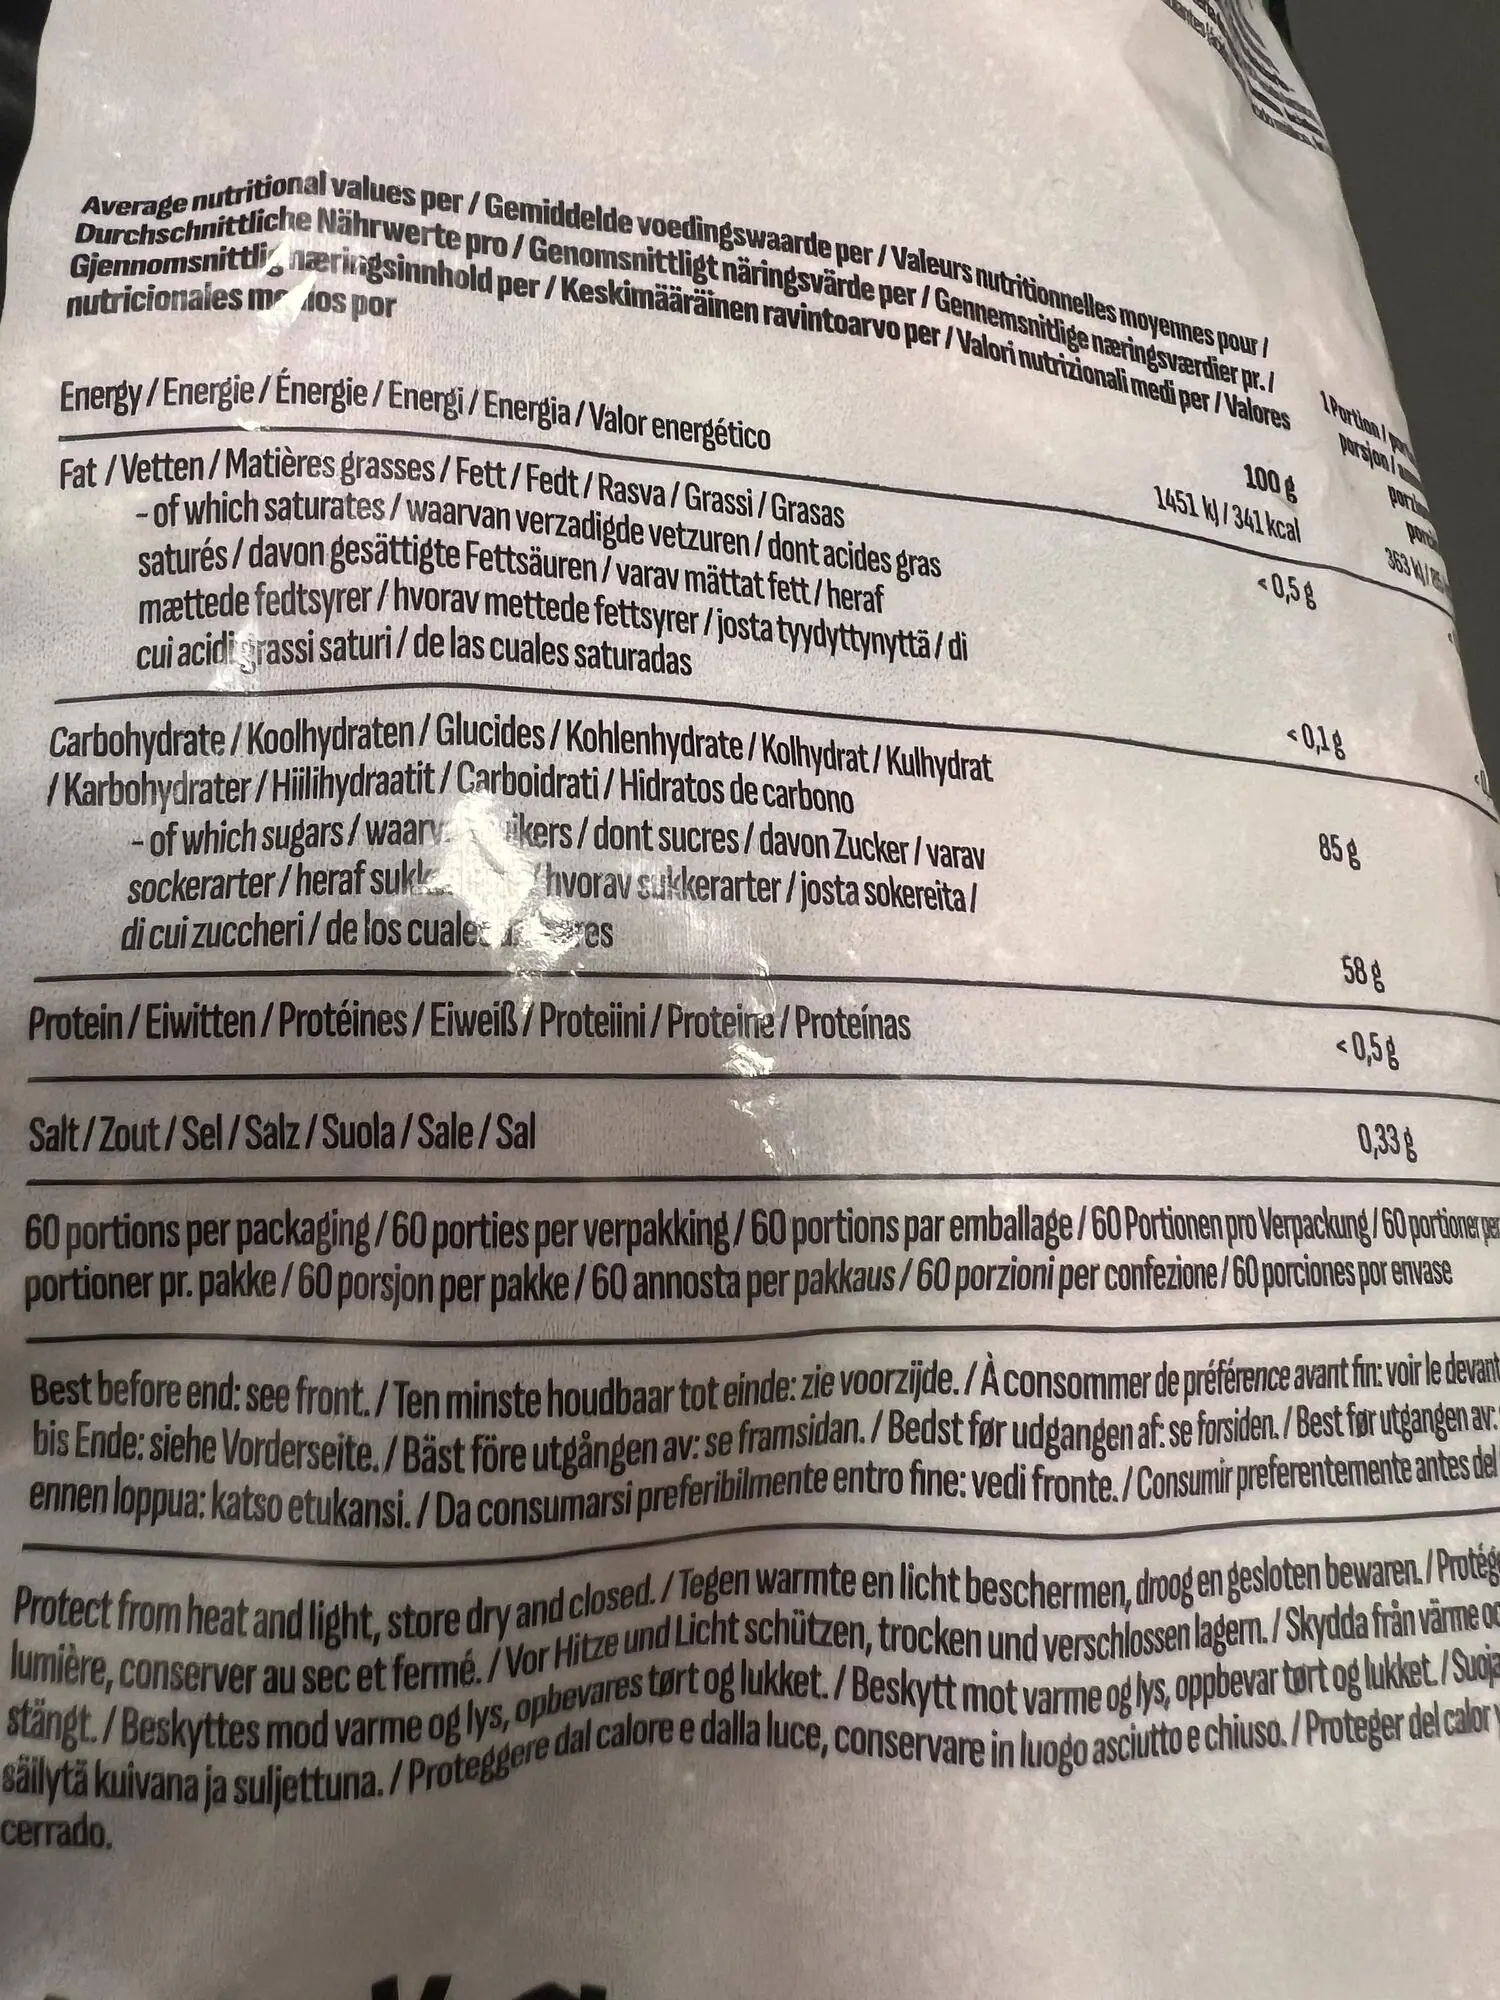 Average nutritional values per / Gemiddelde voedingswaarde per / Valeurs nutritionnelles moyennes pour /
Durchschnittliche Nährwerte pro / Genomsnittligt näringsvärde per / Gennemsnitlige næringsværdier pr. /
Gjennomsnittlig næringsinnhold per / Keskimääräinen ravintoarvo per / Valori nutrizionali medi per / Valores
nutricionales por
100 g
1 Portion /
porsjon /
Energy / Energie / Énergie / Energi / Energia / Valor energético
1451 kJ / 341 kcal
363 kJ /
Fat / Vetten / Matières grasses / Fett / Fedt / Rasva / Grassi / Grasas
< 0,5 g
- of which saturates / waarvan verzadigde vetzuren / dont acides gras
saturés / davon gesättigte Fettsäuren / varav mättat fett / heraf
mættede fedtsyrer / hvorav mettede fettsyrer / josta tyydyttynyttä / di
cui acidi grassi saturi / de las cuales saturadas
< 0,1 g
Carbohydrate / Koolhydraten / Glucides / Kohlenhydrate / Kolhydrat / Kulhydrat
/ Karbohydrater / Hiilihydraatit / Carboidrati / Hidratos de carbono
85 g
- of which sugars / dont sucres / davon Zucker / varav
sockerarter / heraf / hvorav sukkerarter / josta sokereita /
di cui zuccheri / de los cuales
58 g
Protein / Eiwitten / Protéines / Eiweiß / Proteiini / Proteine / Proteínas
< 0,5 g
Salt / Zout / Sel / Salz / Suola / Sale / Sal
0,33 g
60 portions per packaging / 60 porties per verpakking / 60 portions par emballage / 60 Portionen pro Verpackung / 60 portioner per
portioner pr. pakke / 60 porsjon per pakke / 60 annosta per pakkaus / 60 porzioni per confezione / 60 porciones por envase
Best before end: see front. / Ten minste houdbaar tot einde: zie voorzijde. / À consommer de préférence avant fin: voir le devant
bis Ende: siehe Vorderseite. / Bäst före utgången av: se framsidan. / Bedst før udgangen af: se forsiden. / Best før utgangen av:
ennen loppua: katso etukansi. / Da consumarsi preferibilmente entro fine: vedi fronte. / Consumir preferentemente antes del
Protect from heat and light, store dry and closed. / Tegen warmte en licht beschermen, droog en gesloten bewaren. /
lumière, conserver au sec et fermé. / Vor Hitze und Licht schützen, trocken und verschlossen lagern. / Skydda från värme
stängt. / Beskyttes mod varme og lys, opbevares tørt og lukket. / Beskytt mot varme og lys, oppbevar tørt og lukket. /
säilytä kuivana ja suljettuna. / Proteggere dal calore e dalla luce, conservare in luogo asciutto e chiuso. / Proteger del calor y
cerrado.